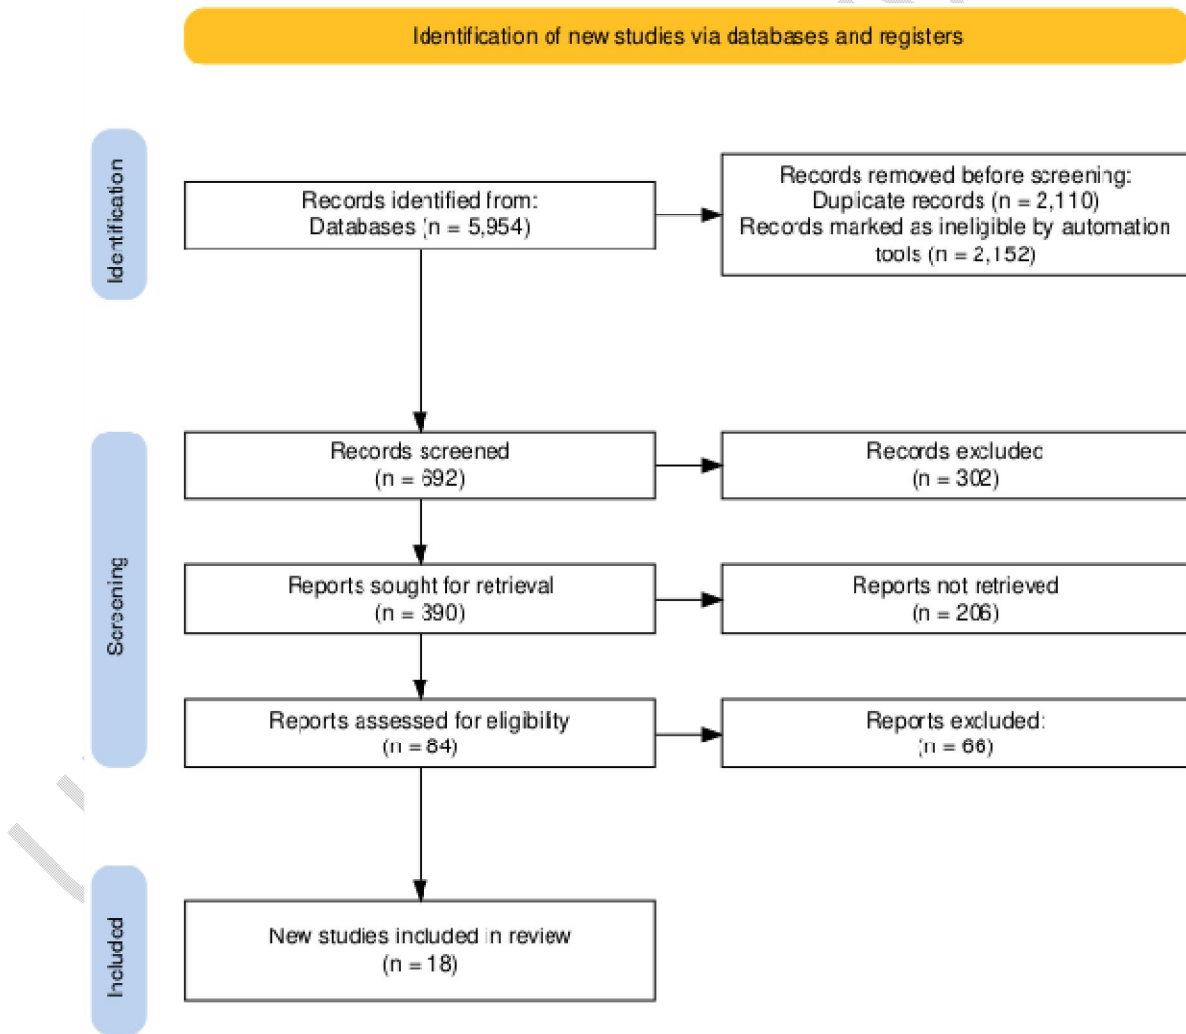 Identification of new studies via databases and registers
Identification
Records identified from:
Databases (n = 5,954)
Records removed before screening:
Duplicate records (n = 2,110)
Records marked as ineligible by automation
tools (n = 2,152)
Screening
Records screened
(n = 692)
Records excluded
(n = 302)
Reports sought for retrieval
(n = 390)
Reports not retrieved
(n = 206)
Reports assessed for eligibility
(n = 84)
Reports excluded:
(n = 66)
Included
New studies included in review
(n = 18)